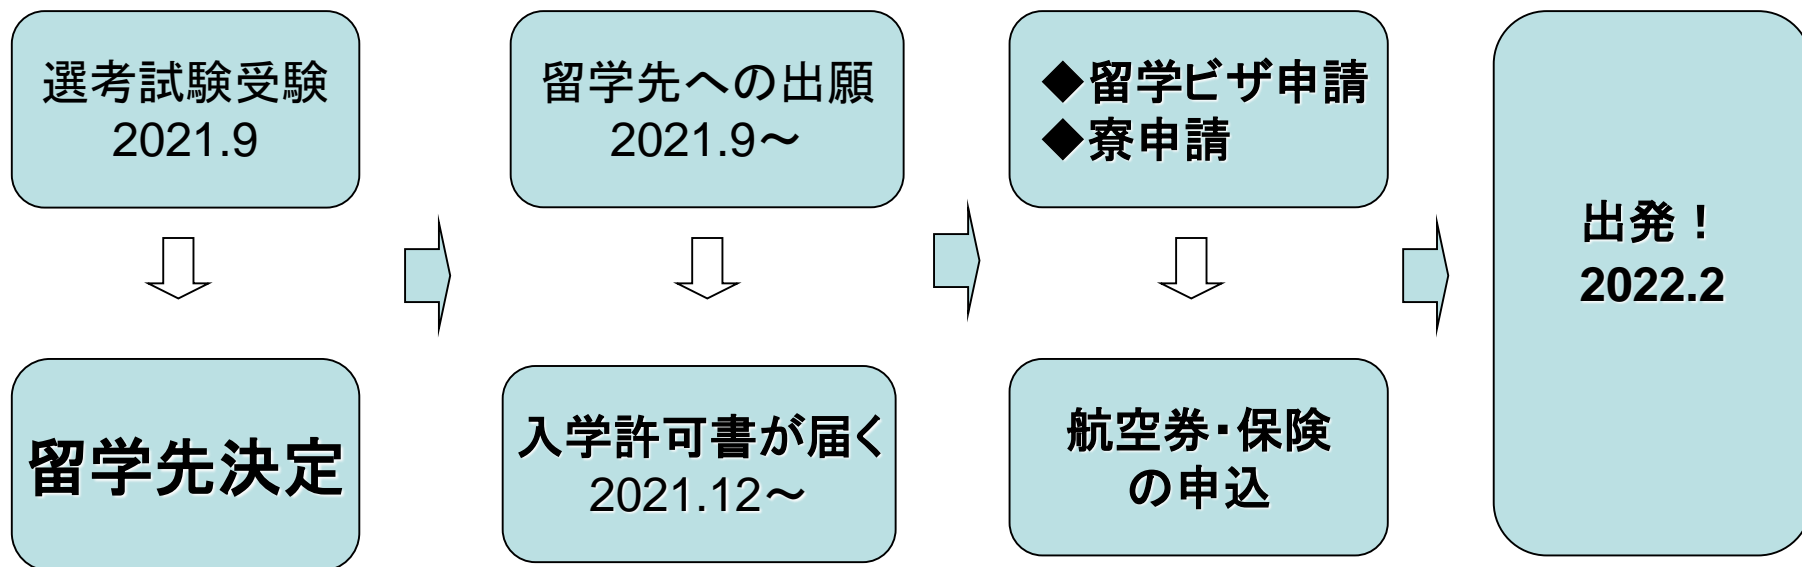 選考試験受験
2021.9
留学先決定
留学先への出願
2021.9～
入学許可書が届く
2021.12～
◆留学ビザ申請
◆寮申請
航空券・保険
の申込
出発！
2022.2